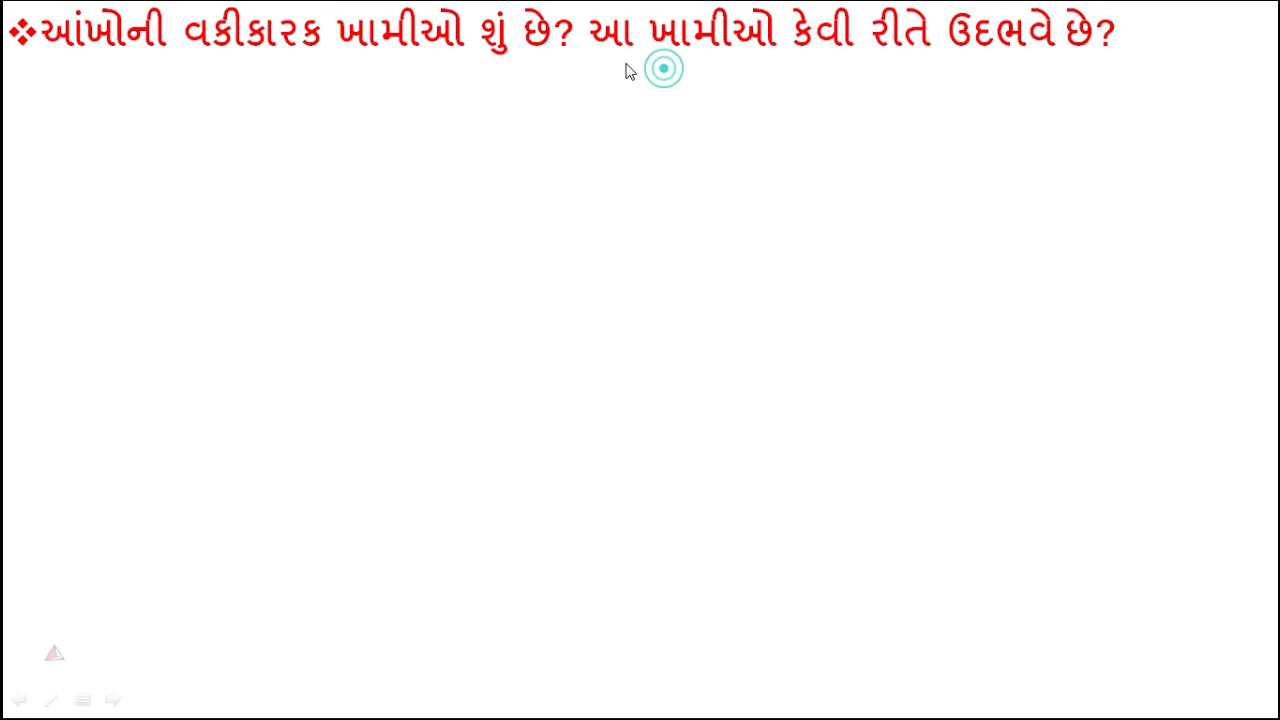 ❖આંખોની વકીકારક ખામીઓ શું છે? આ ખામીઓ કેવી રીતે ઉદભવે છે?